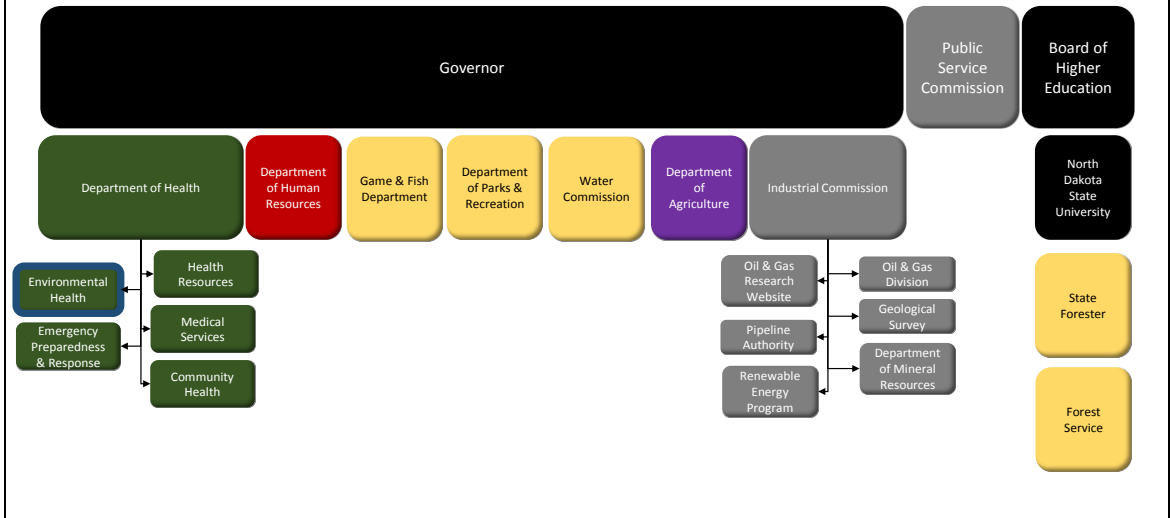 Governor
Public
Service
Commission
Board of
Higher
Education
Department of Health
Department
of Human
Resources
Game & Fish
Department
Department
of Parks &
Recreation
Water
Commission
Department
of
Agriculture
Industrial Commission
North
Dakota
State
University
Environmental
Health
Health
Resources
Emergency
Preparedness
& Response
Medical
Services
Community
Health
Oil & Gas
Research
Website
Oil & Gas
Division
Pipeline
Authority
Geological
Survey
Renewable
Energy
Program
Department
of Mineral
Resources
State
Forester
Forest
Service